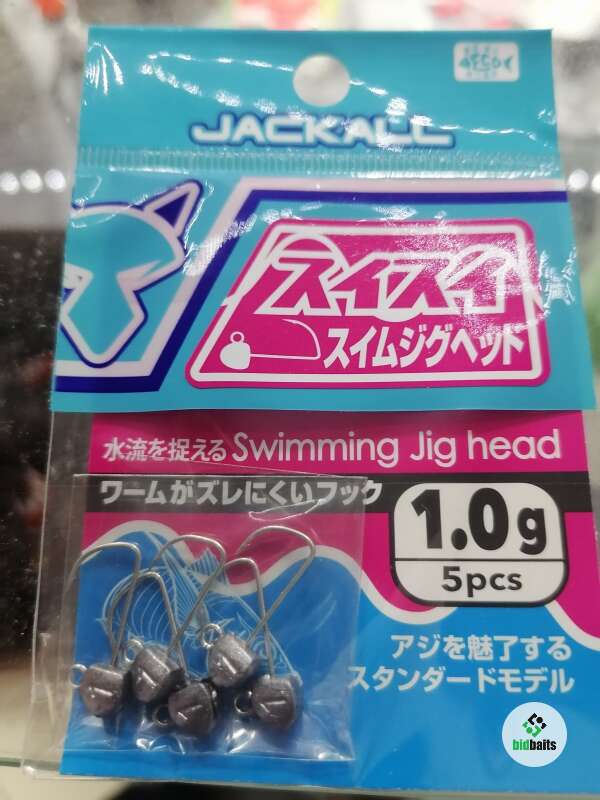 JACKALL
スイスイ
スイムジグヘッド
水流を捉える Swimming Jig head
ワームがズレにくいフック
1.0g
5pcs
アジを魅了する
スタンダードモデル
bidbaits